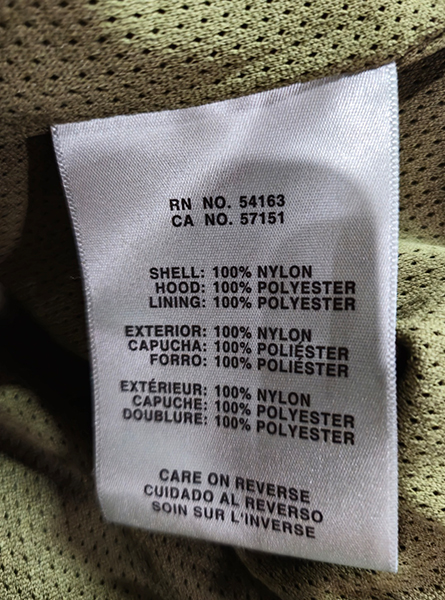 RN NO. 54163
CA NO. 57151
SHELL: 100% NYLON
HOOD: 100% POLYESTER
LINING: 100% POLYESTER
EXTERIOR: 100% NYLON
CAPUCHA: 100% POLIÉSTER
FORRO: 100% POLIÉSTER
EXTÉRIEUR: 100% NYLON
CAPUCHE: 100% POLYESTER
DOUBLURE: 100% POLYESTER
CARE ON REVERSE
CUIDADO AL REVERSO
SOIN SUR L'INVERSE